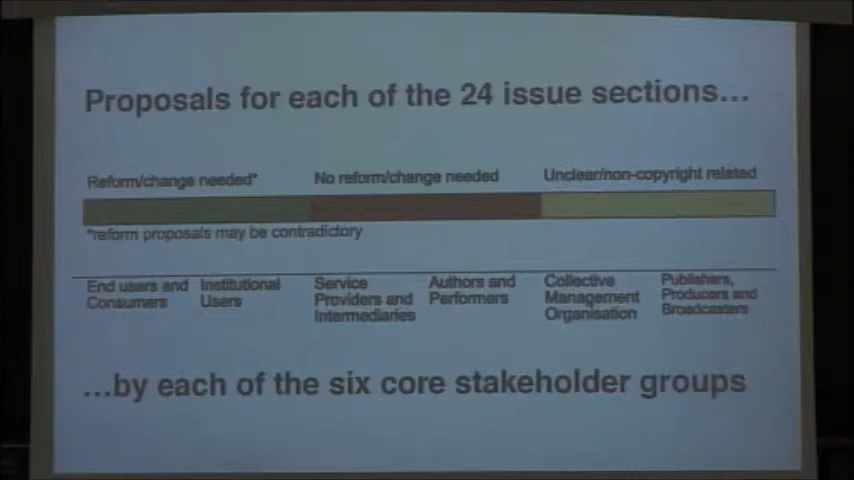 Proposals for each of the 24 issue sections...
Reform/change needed* No reform/change needed Unclear/non-copyright related
*reform proposals may be contradictory
End users and Institutional Service Authors and Collective Publishers,
Consumers Users Providers and Performers Management Producers and
Intermediaries Organisation Broadcasters
...by each of the six core stakeholder groups